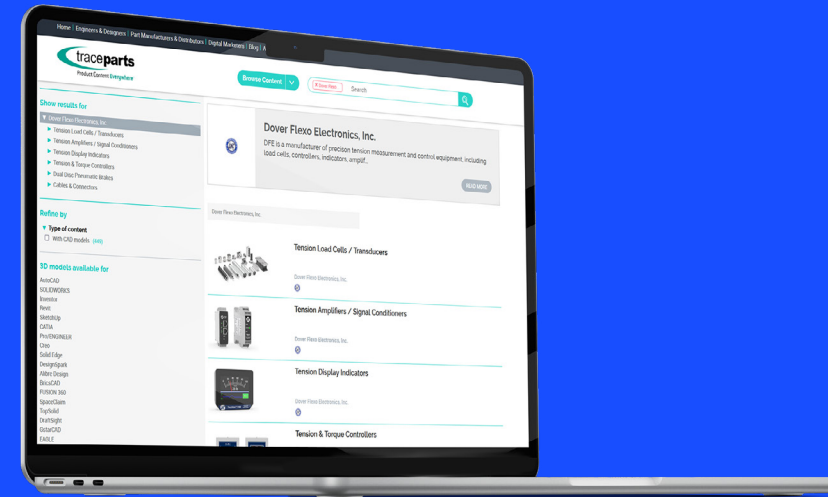 Home | Engineers & Designers | Part Manufacturers & Distributors | Digital Marketers | Blog | A
traceparts
Product Content Everywhere
Browse Content
Search
Show results for
Dover Flexo Electronics, Inc.
Tension Load Cells / Transducers
Tension Amplifiers / Signal Conditioners
Tension Display Indicators
Tension & Torque Controllers
Dual Disc Pneumatic Brakes
Cables & Connectors
Refine by
Type of content
With CAD models
3D models available for
AutoCAD
SOLIDWORKS
Inventor
Revit
SketchUp
CATIA
Pro/ENGINEER
Creo
Solid Edge
DesignSpark
Alibre Design
BricsCAD
FUSION 360
SpaceClaim
TopSolid
DraftSight
GstarCAD
EAGLE
Dover Flexo Electronics, Inc.
DFE is a manufacturer of precision tension measurement and control equipment, including
load cells, controllers, indicators, amplif...
READ MORE
Dover Flexo Electronics, Inc.
Tension Load Cells / Transducers
Dover Flexo Electronics, Inc.
Tension Amplifiers / Signal Conditioners
Dover Flexo Electronics, Inc.
Tension Display Indicators
Dover Flexo Electronics, Inc.
Tension & Torque Controllers